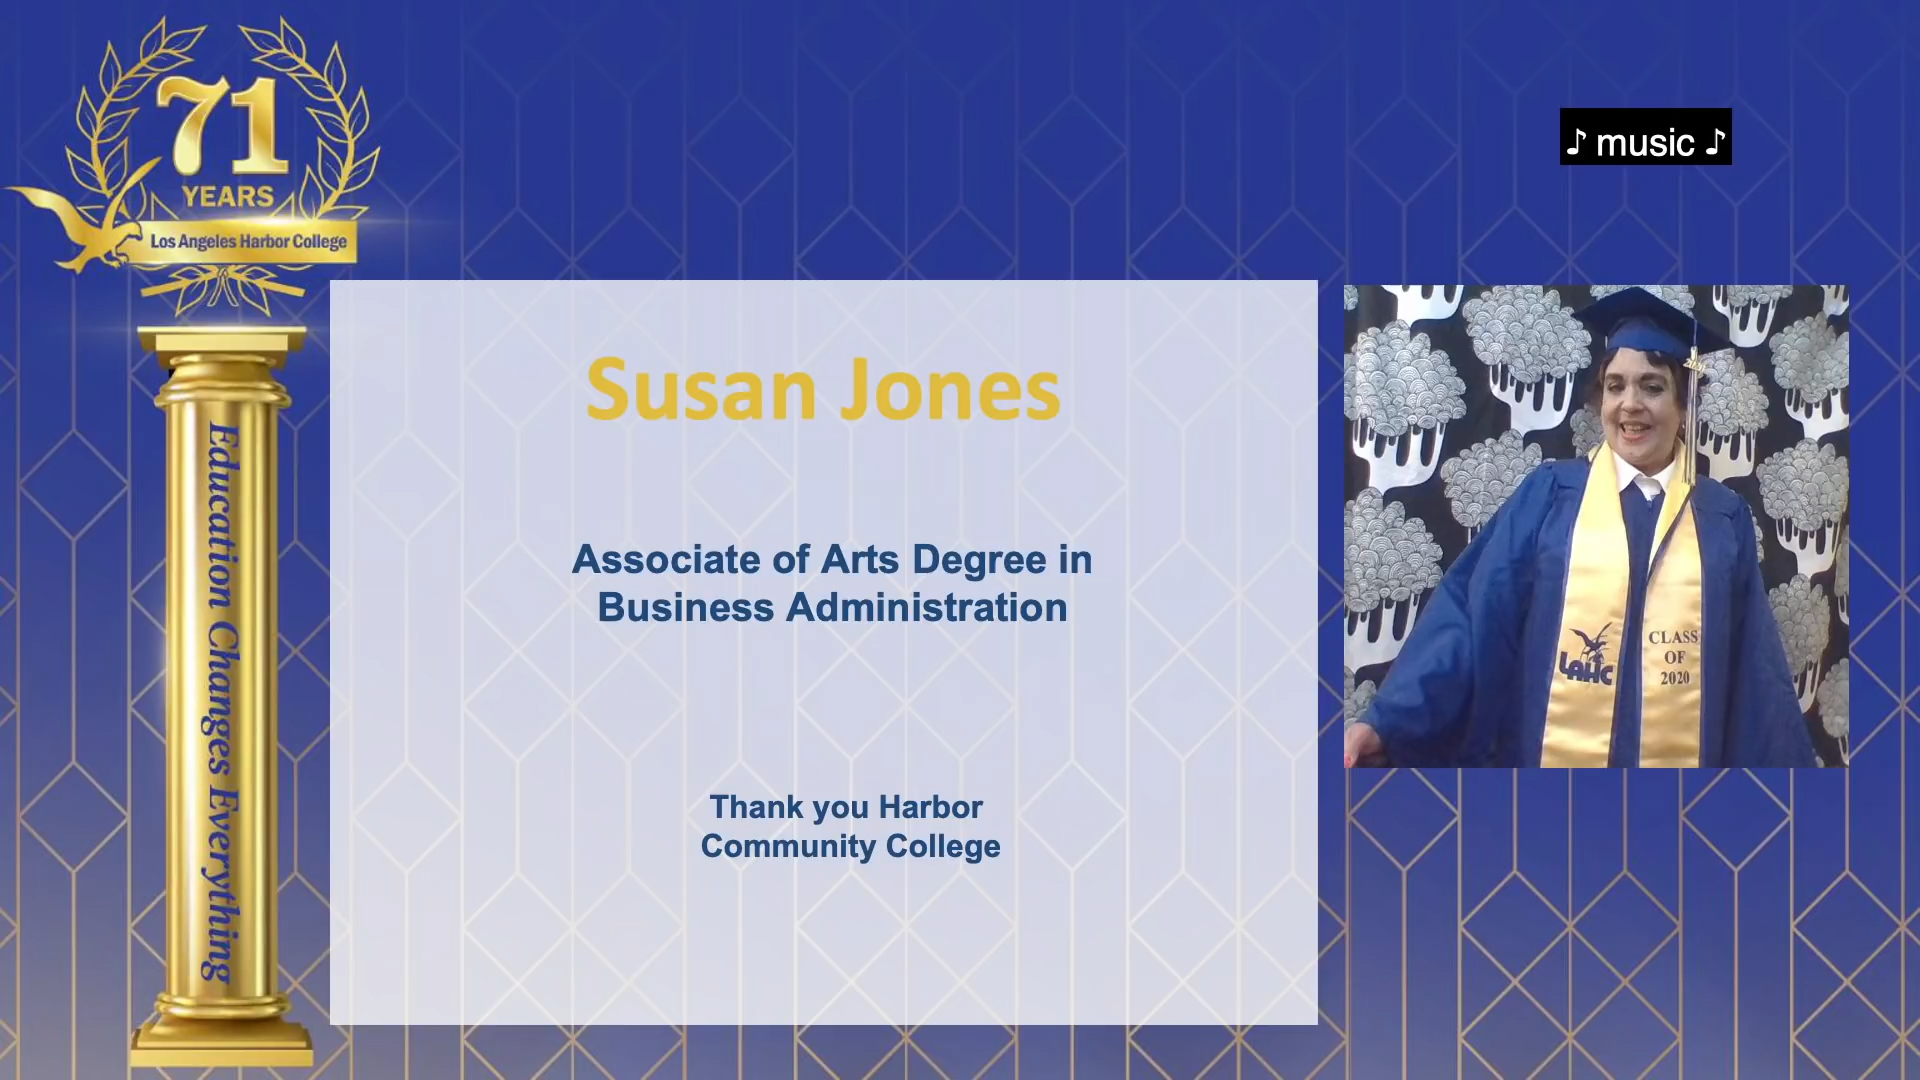 71
YEARS
Los Angeles Harbor College
Education Changes Everything
♪ music ♪
Susan Jones
Associate of Arts Degree in
Business Administration
Thank you Harbor
Community College
LAHC
CLASS
OF
2020